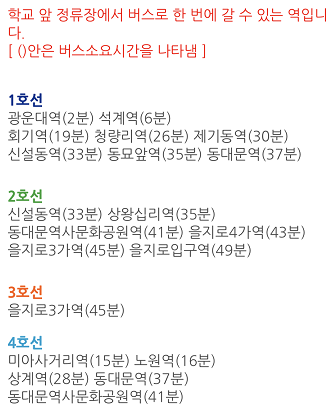 학교 앞 정류장에서 버스로 한 번에 갈 수 있는 역입니
다.
[ ()안은 버스소요시간을 나타냄 ]
1호선
광운대역(2분) 석계역(6분)
회기역(19분) 청량리역(26분) 제기동역(30분)
신설동역(33분) 동묘앞역(35분) 동대문역(37분)
2호선
신설동역(33분) 상왕십리역(35분)
동대문역사문화공원역(41분) 을지로4가역(43분)
을지로3가역(45분) 을지로입구역(49분)
3호선
을지로3가역(45분)
4호선
미아사거리역(15분) 노원역(16분)
상계역(28분) 동대문역(37분)
동대문역사문화공원역(41분)